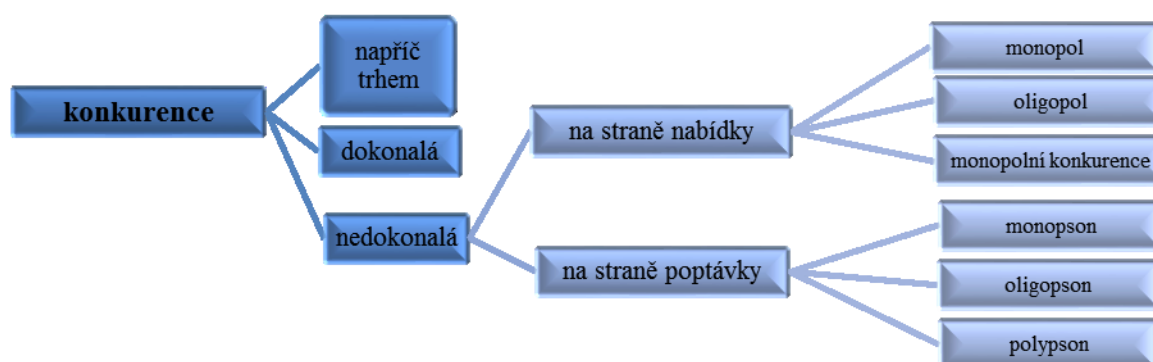 konkurence
napříč
trhem
dokonalá
nedokonalá
na straně nabídky
na straně poptávky
monopol
oligopol
monopolní konkurence
monopson
oligopson
polypson